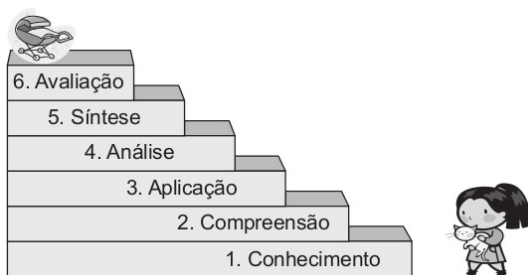 6. Avaliação
5. Síntese
4. Análise
3. Aplicação
2. Compreensão
1. Conhecimento